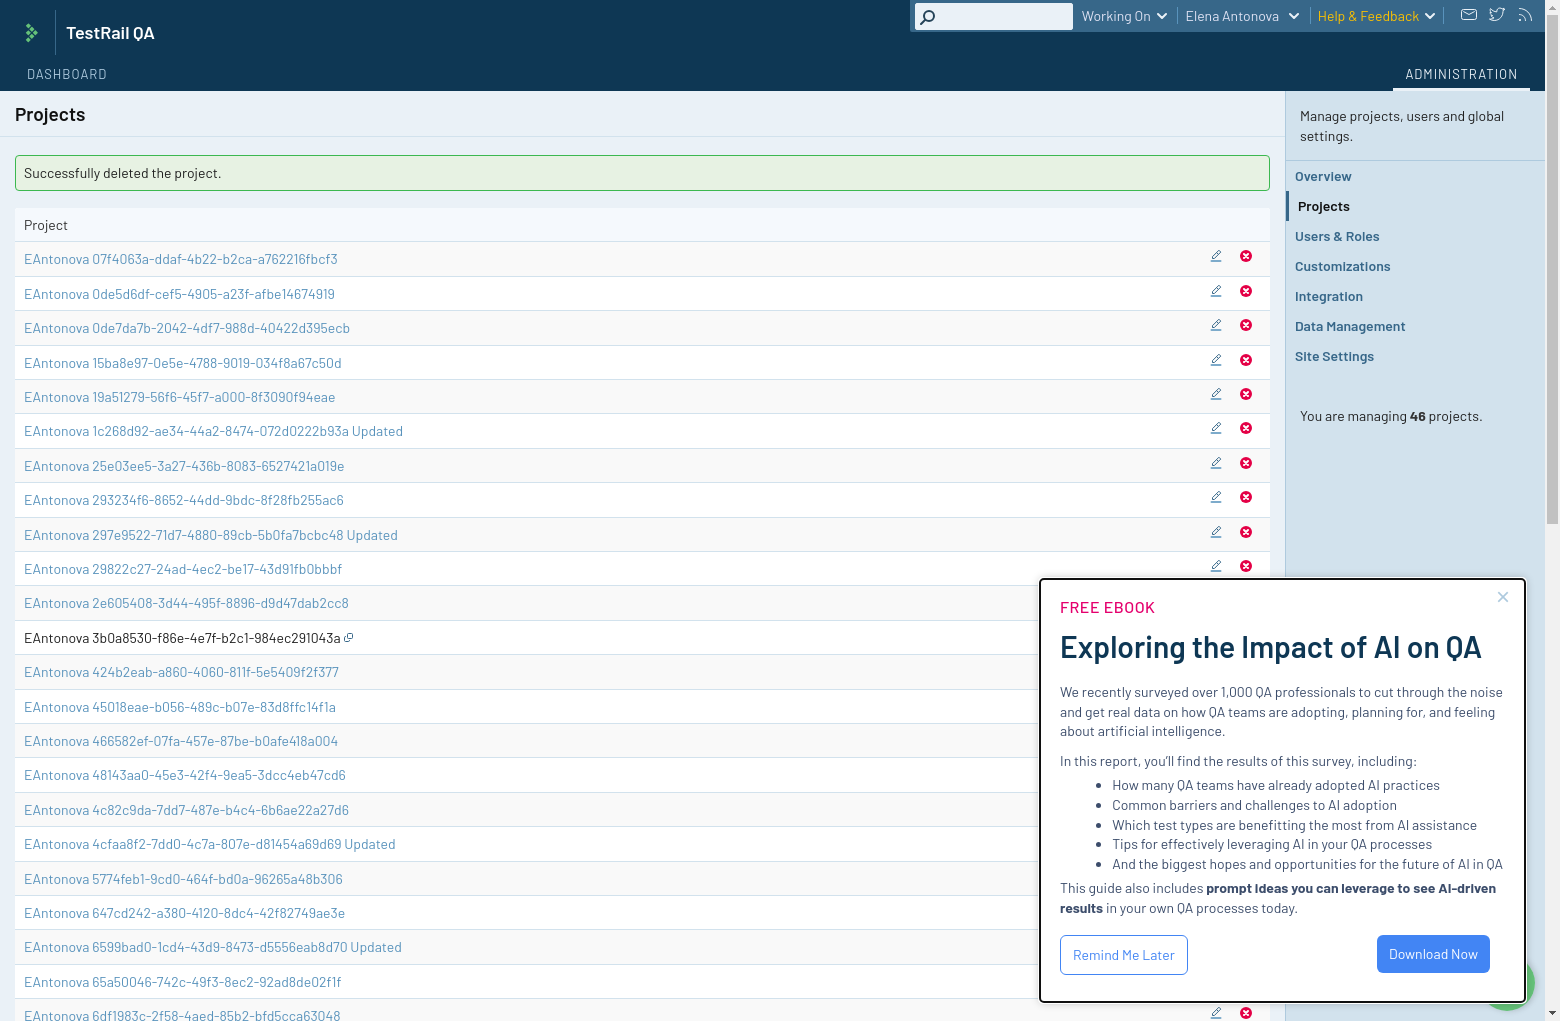 TestRail QA
Working On
Elena Antonova
Help & Feedback
DASHBOARD
ADMINISTRATION
Projects
Successfully deleted the project.
Project
EAntonova 07f4063a-ddaf-4b22-b2ca-a762216fbcf3
EAntonova 0de5d6df-cef5-4905-a23f-afbe14674919
EAntonova 0de7da7b-2042-4df7-988d-40422d395ecb
EAntonova 15ba8e97-0e5e-4788-9019-034f8a67c50d
EAntonova 19a51279-56f6-45f7-a000-8f3090f94eae
EAntonova 1c268d92-ae34-44a2-8474-072d0222b93a Updated
EAntonova 25e03ee5-3a27-436b-8083-6527421a019e
EAntonova 293234f6-8652-44dd-9bdc-8f28fb255ac6
EAntonova 297e9522-71d7-4880-89cb-5b0fa7bcbc48 Updated
EAntonova 29822c27-24ad-4ec2-be17-43d91fb0bbbf
EAntonova 2e605408-3d44-495f-8896-d9d47dab2cc8
EAntonova 3b0a8530-f86e-4e7f-b2c1-984ec291043a
EAntonova 424b2eab-a860-4060-811f-5e5409f2f377
EAntonova 45018eae-b056-489c-b07e-83d8ffc14f1a
EAntonova 466582ef-07fa-457e-87be-b0afe418a004
EAntonova 48143aa0-45e3-42f4-9ea5-3dcc4eb47cd6
EAntonova 4c82c9da-7dd7-487e-b4c4-6b6ae22a27d6
EAntonova 4cfaa8f2-7dd0-4c7a-807e-d81454a69d69 Updated
EAntonova 5774feb1-9cd0-464f-bd0a-96265a48b306
EAntonova 647cd242-a380-4120-8dc4-42f82749ae3e
EAntonova 6599bad0-1cd4-43d9-8473-d5556eab8d70 Updated
EAntonova 65a50046-742c-49f3-8ec2-92ad8de02f1f
EAntonova 6df1983c-2f58-4aed-85b2-bfd5cca63048
Manage projects, users and global
settings.
Overview
Projects
Users & Roles
Customizations
Integration
Data Management
Site Settings
You are managing 46 projects.
FREE EBOOK
Exploring the Impact of AI on QA
We recently surveyed over 1,000 QA professionals to cut through the noise
and get real data on how QA teams are adopting, planning for, and feeling
about artificial intelligence.
In this report, you'll find the results of this survey, including:
• How many QA teams have already adopted AI practices
• Common barriers and challenges to AI adoption
• Which test types are benefitting the most from AI assistance
• Tips for effectively leveraging AI in your QA processes
• And the biggest hopes and opportunities for the future of AI in QA
This guide also includes prompt ideas you can leverage to see AI-driven
results in your own QA processes today.
Remind Me Later
Download Now